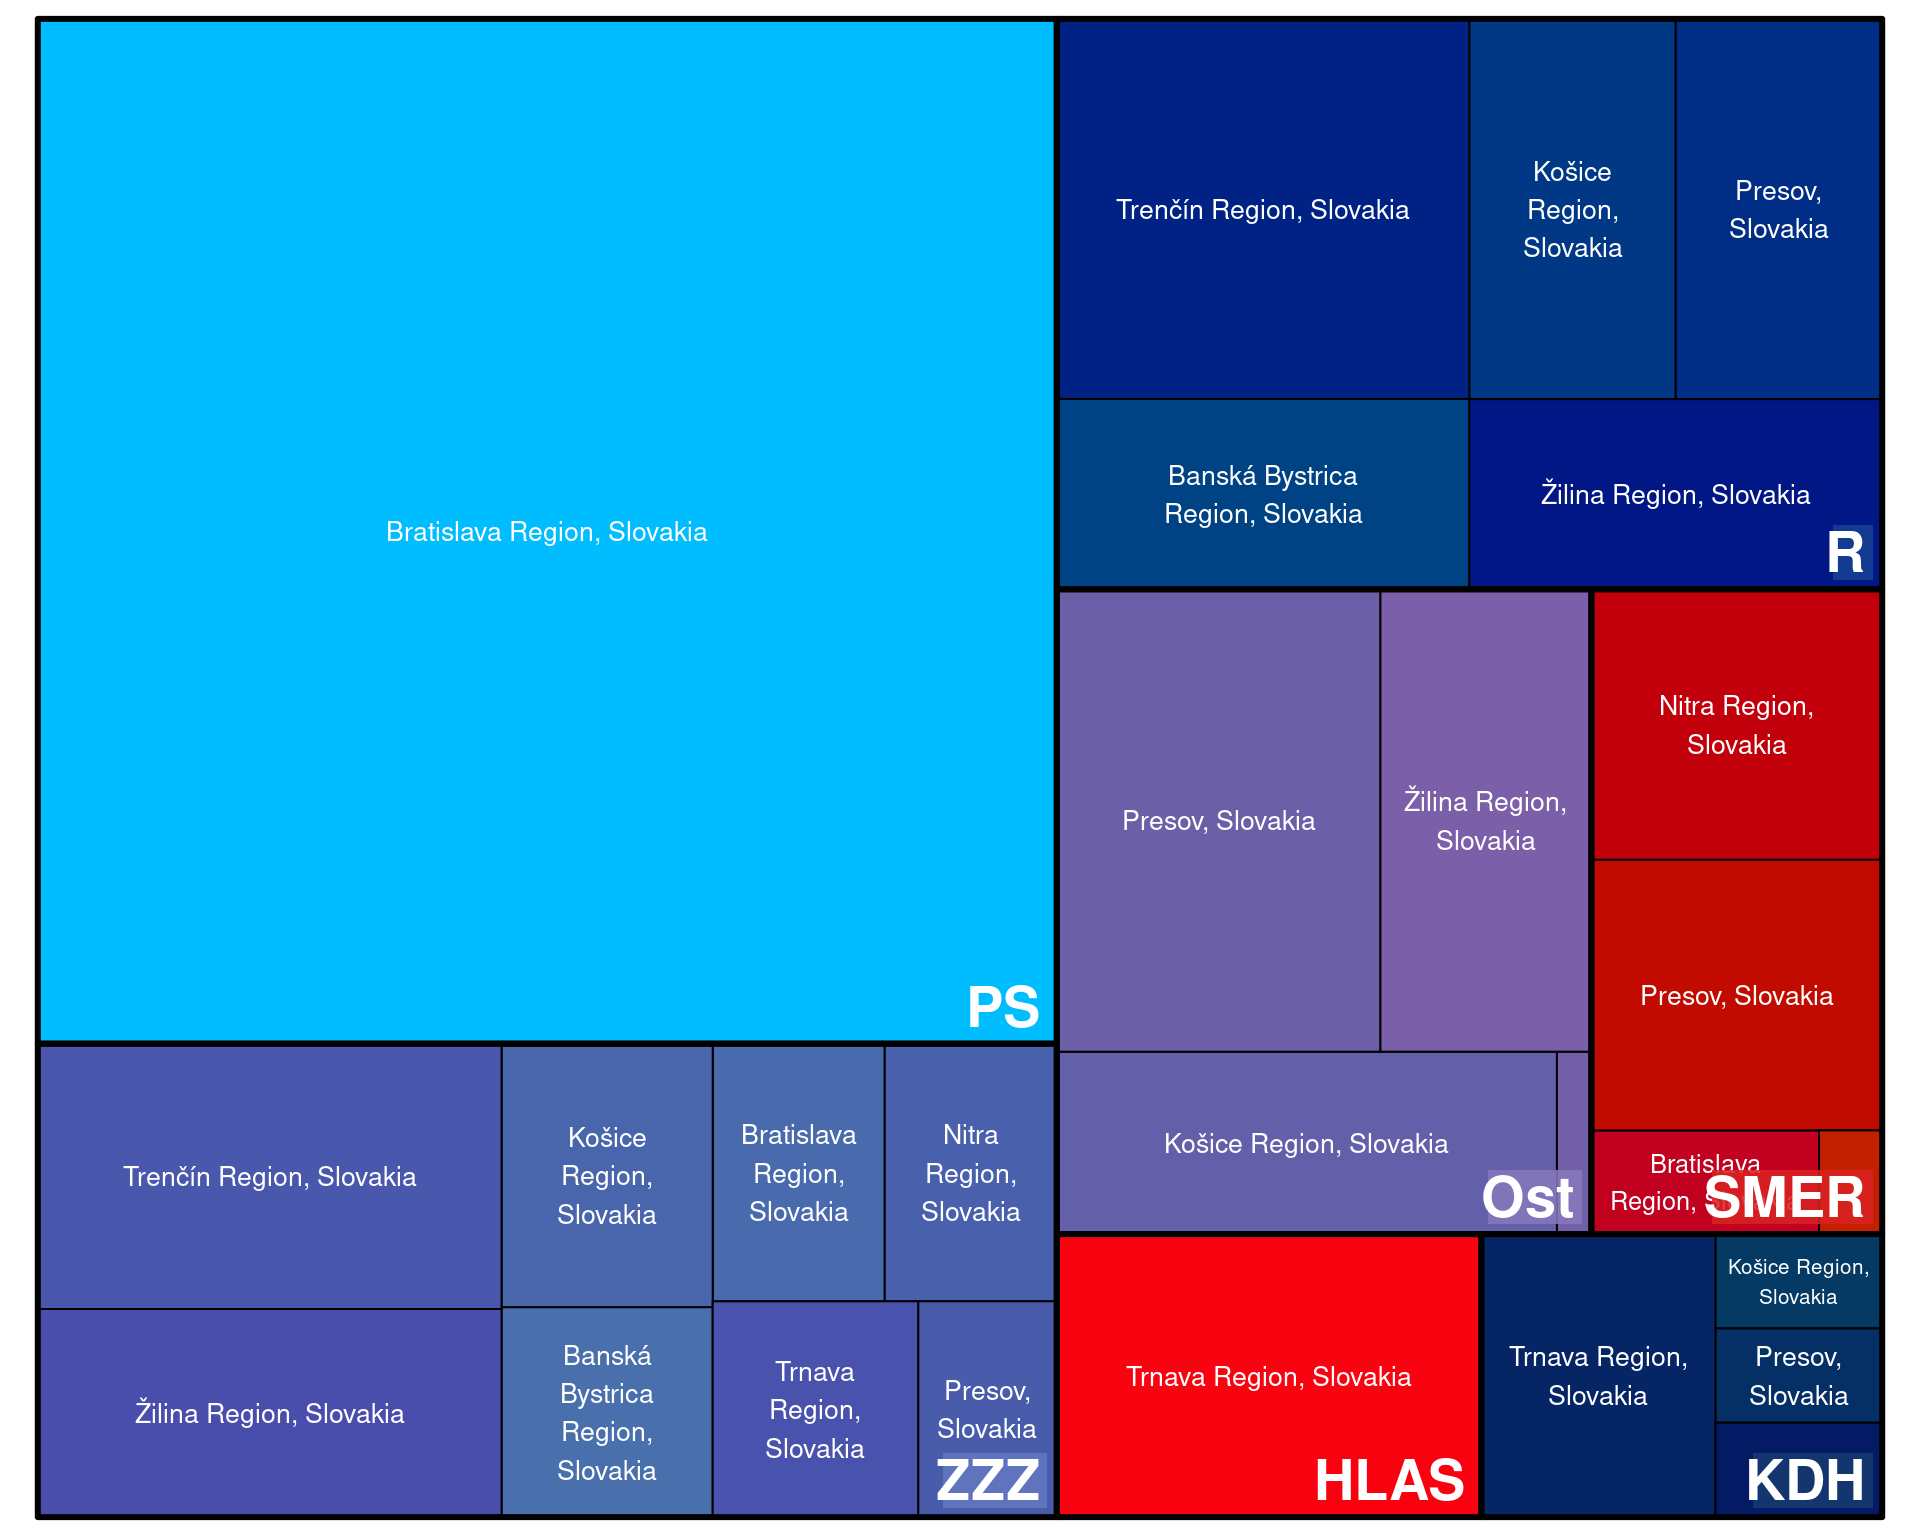 Bratislava Region, Slovakia
PS
Trenčín Region, Slovakia
Košice
Region,
Slovakia
Presov,
Slovakia
Banská Bystrica
Region, Slovakia
Žilina Region, Slovakia
R
Presov, Slovakia
Žilina Region,
Slovakia
Košice Region, Slovakia
Ost
Nitra Region,
Slovakia
Presov, Slovakia
Bratislava
Region,
SMER
Trenčín Region, Slovakia
Košice
Region,
Slovakia
Bratislava
Region,
Slovakia
Nitra
Region,
Slovakia
Žilina Region, Slovakia
Banská
Bystrica
Region,
Slovakia
Trnava
Region,
Slovakia
Presov,
Slovakia
ZZZ
Trnava Region, Slovakia
HLAS
Trnava Region,
Slovakia
Košice Region,
Slovakia
Presov,
Slovakia
KDH